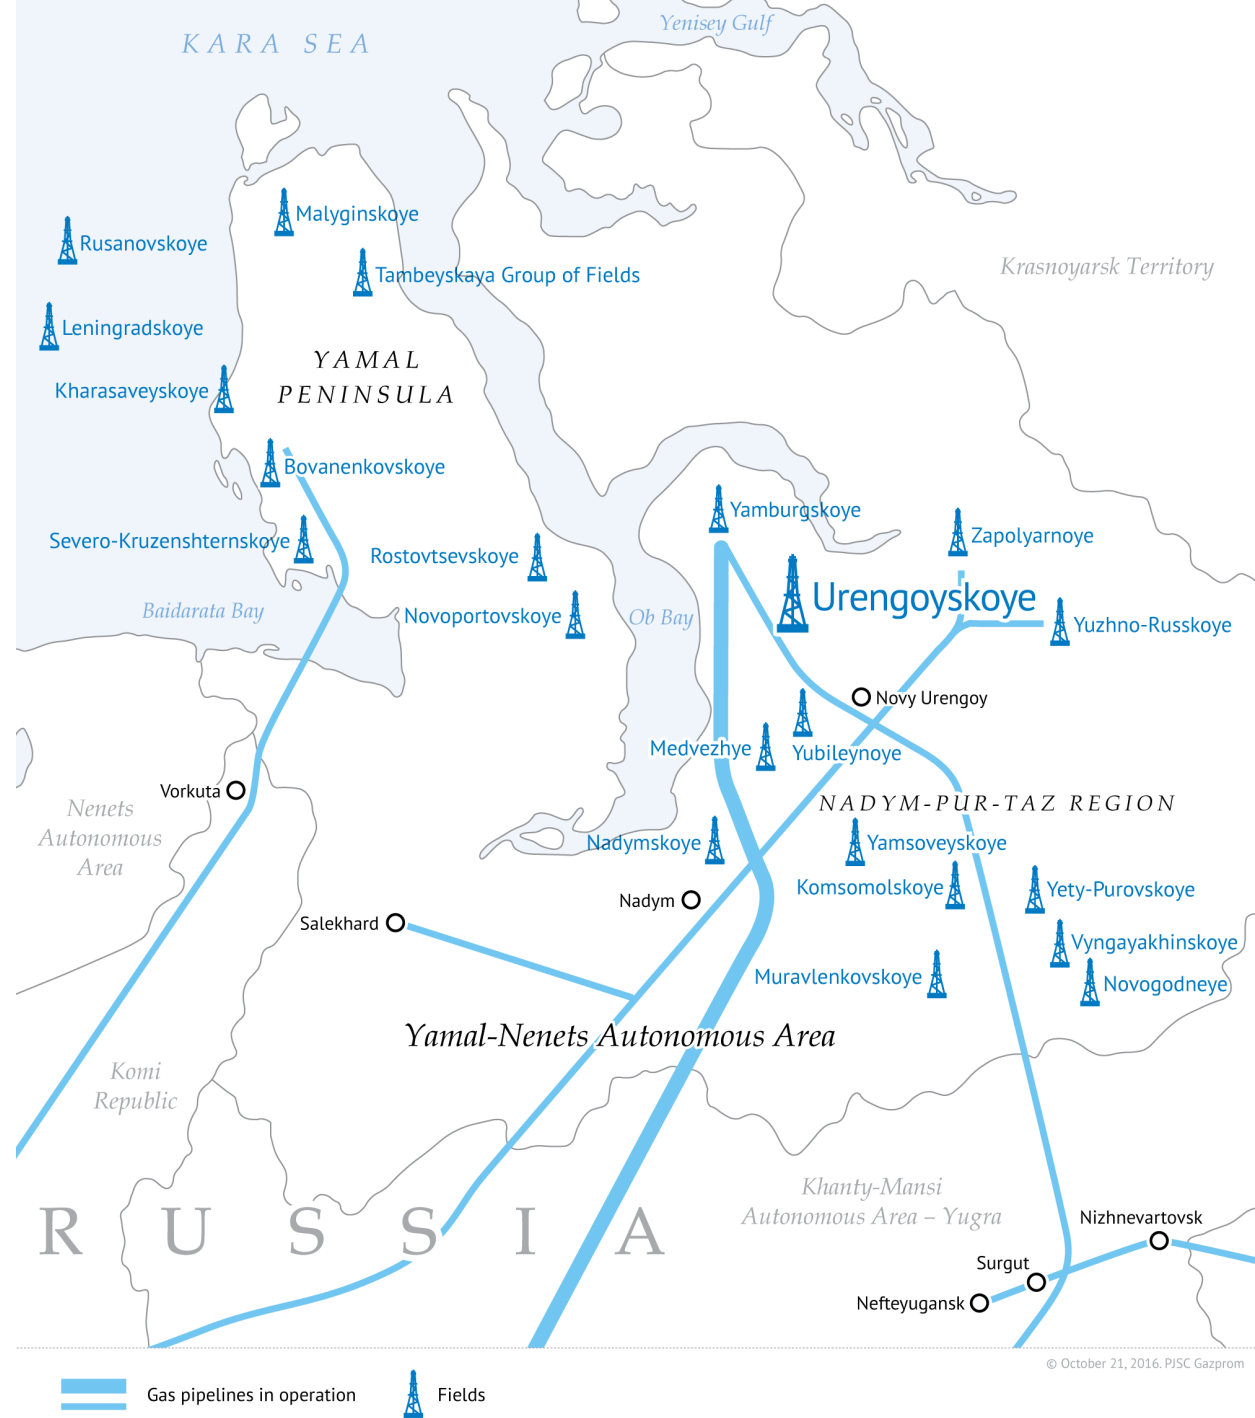 KARA SEA
Yenisey Gulf
Malyginskoye
Rusanovskoye
Tambeyskaya Group of Fields
Krasnoyarsk Territory
Leningradskoye
YAMAL
PENINSULA
Kharasaveyskoye
Bovanenkovskoye
Yamburgskoye
Severo-Kruzenshternskoye
Zapolyarnoye
Rostovtsevskoye
Urengoyskoye
Baidarata Bay
Novoportovskoye
Ob Bay
Yuzhno-Russkoye
Novy Urengoy
Medvezhye
Yubileynoye
Vorkuta
Nenets
Autonomous
Area
NADYM-PUR-TAZ REGION
Nadymskoye
Yamsoveyskoye
Komsomolskoye
Yety-Purovskoye
Nadym
Salekhard
Vyngayakhinskoye
Muravlenkovskoye
Novogodneye
Yamal-Nenets Autonomous Area
Komi
Republic
Khanty-Mansi
Autonomous Area – Yugra
RUSSIA
Nizhnevartovsk
Surgut
Nefteyugansk
© October 21, 2016. PJSC Gazprom
Gas pipelines in operation
Fields